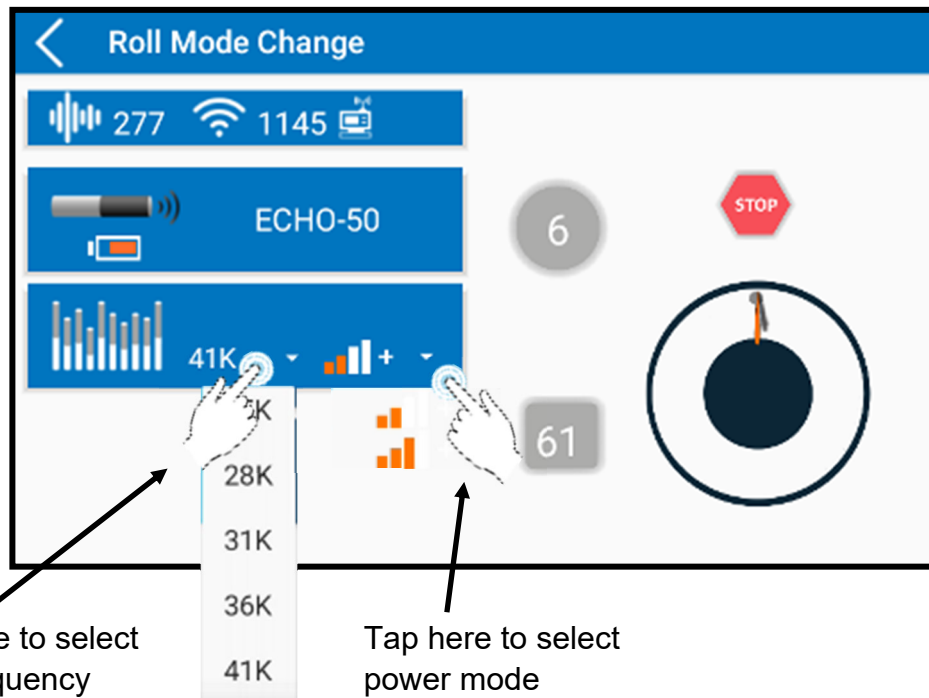 Roll Mode Change
277 1145
ECHO-50
6
STOP
41K +
28K
61
31K
36K
41K
to select
Tap here to select
power mode